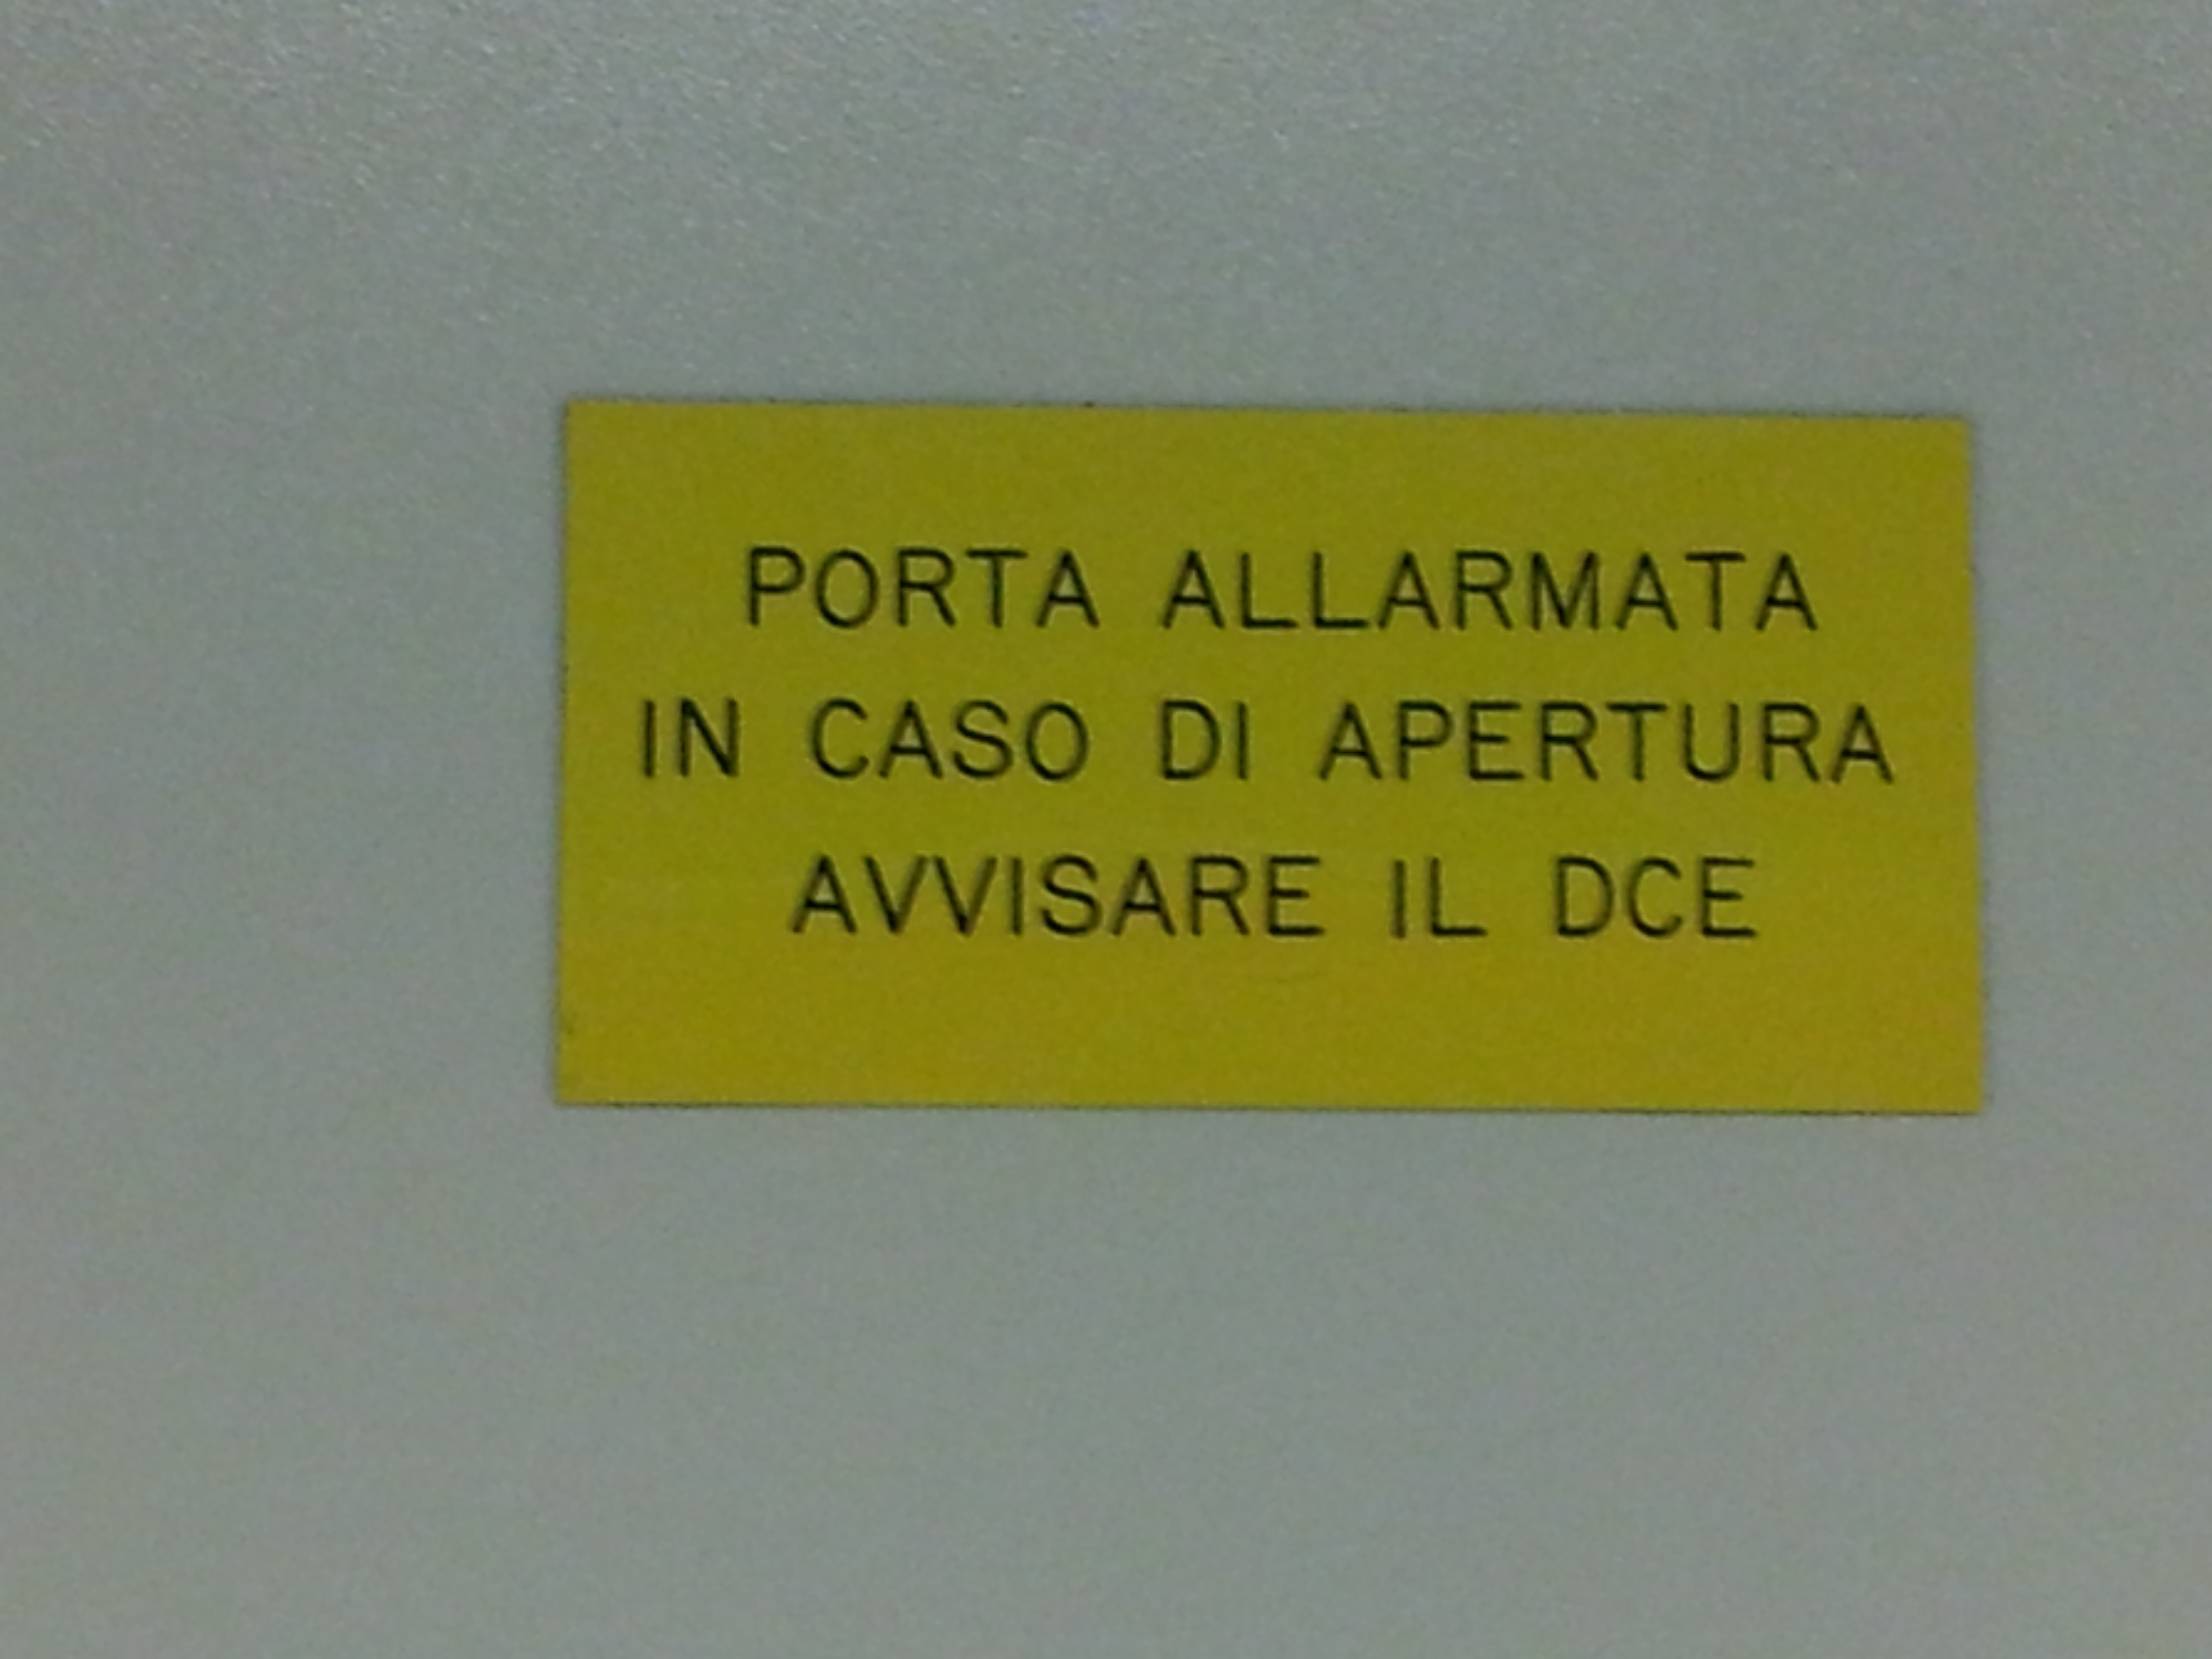 PORTA ALLARMATA
IN CASO DI APERTURA
AVVISARE IL DCE